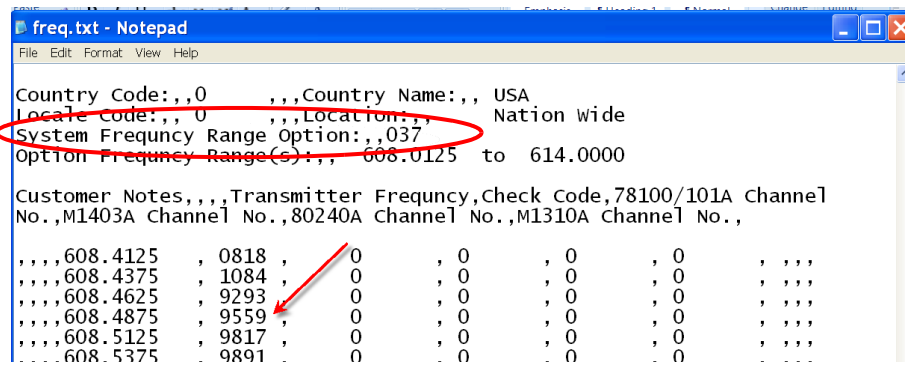 freq.txt - Notepad
File Edit Format View Help
Country Code:,,0 ,,,Country Name:,, USA
Locale Code:,, 0 ,,,Location:,, Nation Wide
System Frequncy Range Option:,,037
Option Frequncy Range(s):,, 608.0125 to 614.0000
Customer Notes,,,,Transmitter Frequncy,Check Code,78100/101A Channel
No.,M1403A Channel No.,80240A Channel No.,M1310A Channel No.,
,,,,608.4125 , 0818 , 0 , 0 , 0 , 0 , ,,,
,,,,608.4375 , 1084 , 0 , 0 , 0 , 0 , ,,,
,,,,608.4625 , 9293 , 0 , 0 , 0 , 0 , ,,,
,,,,608.4875 , 9559 , 0 , 0 , 0 , 0 , ,,,
,,,,608.5125 , 9817 , 0 , 0 , 0 , 0 , ,,,
,,,,608.5375 , 9891 , 0 , 0 , 0 , 0 , ,,,